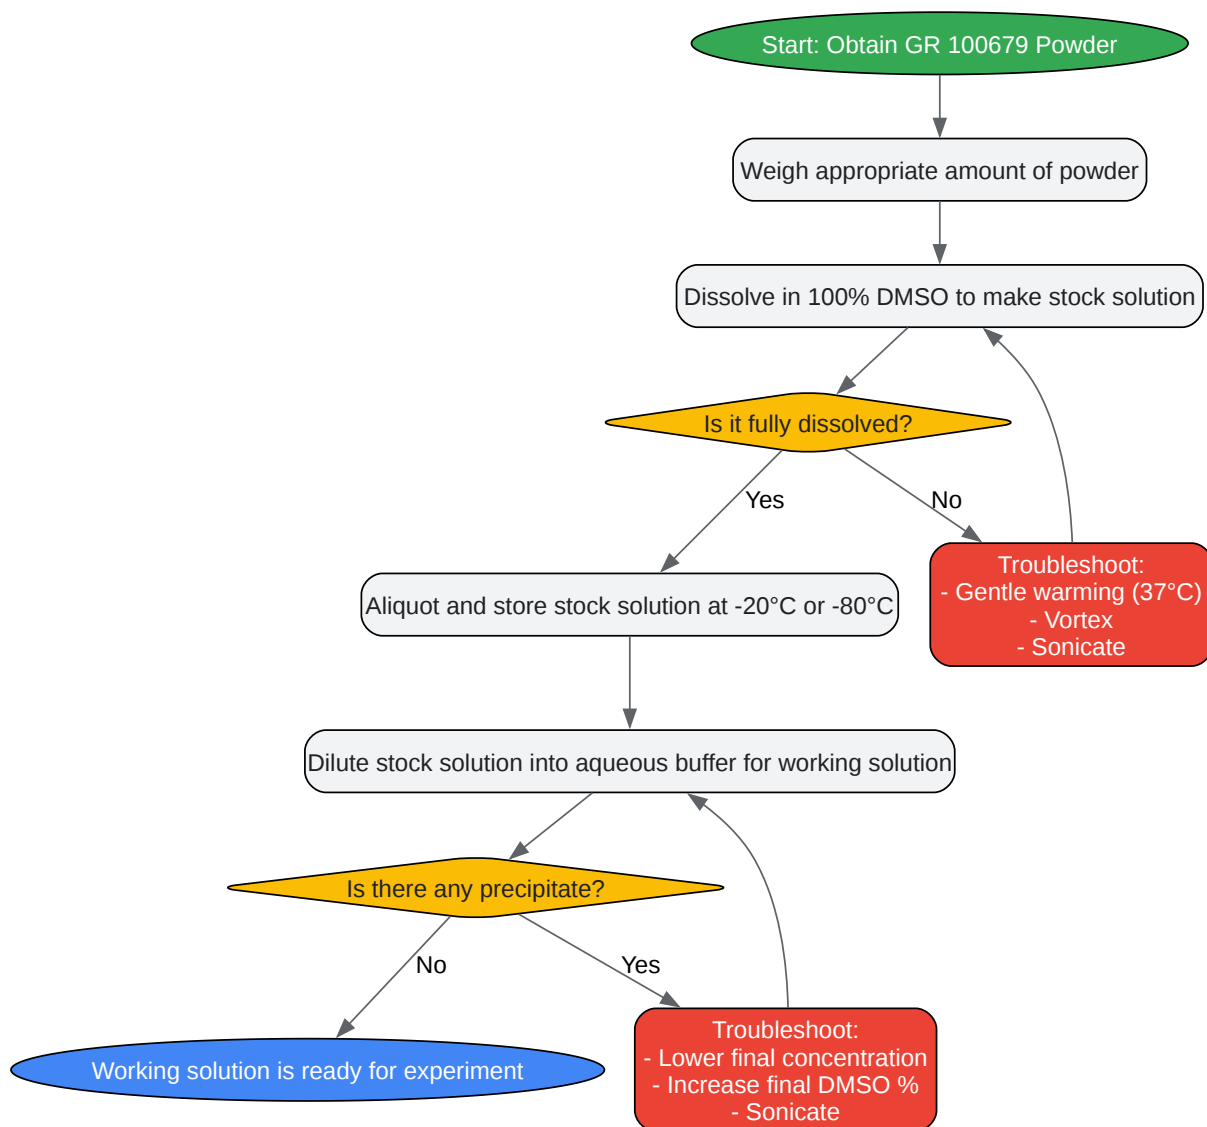 Start: Obtain GR 100679 Powder
Weigh appropriate amount of powder
Dissolve in 100% DMSO to make stock solution
Is it fully dissolved?
Yes
No
Troubleshoot:
- Gentle warming (37°C)
- Vortex
- Sonicate
Aliquot and store stock solution at -20°C or -80°C
Dilute stock solution into aqueous buffer for working solution
Is there any precipitate?
No
Yes
Troubleshoot:
- Lower final concentration
- Increase final DMSO %
- Sonicate
Working solution is ready for experiment